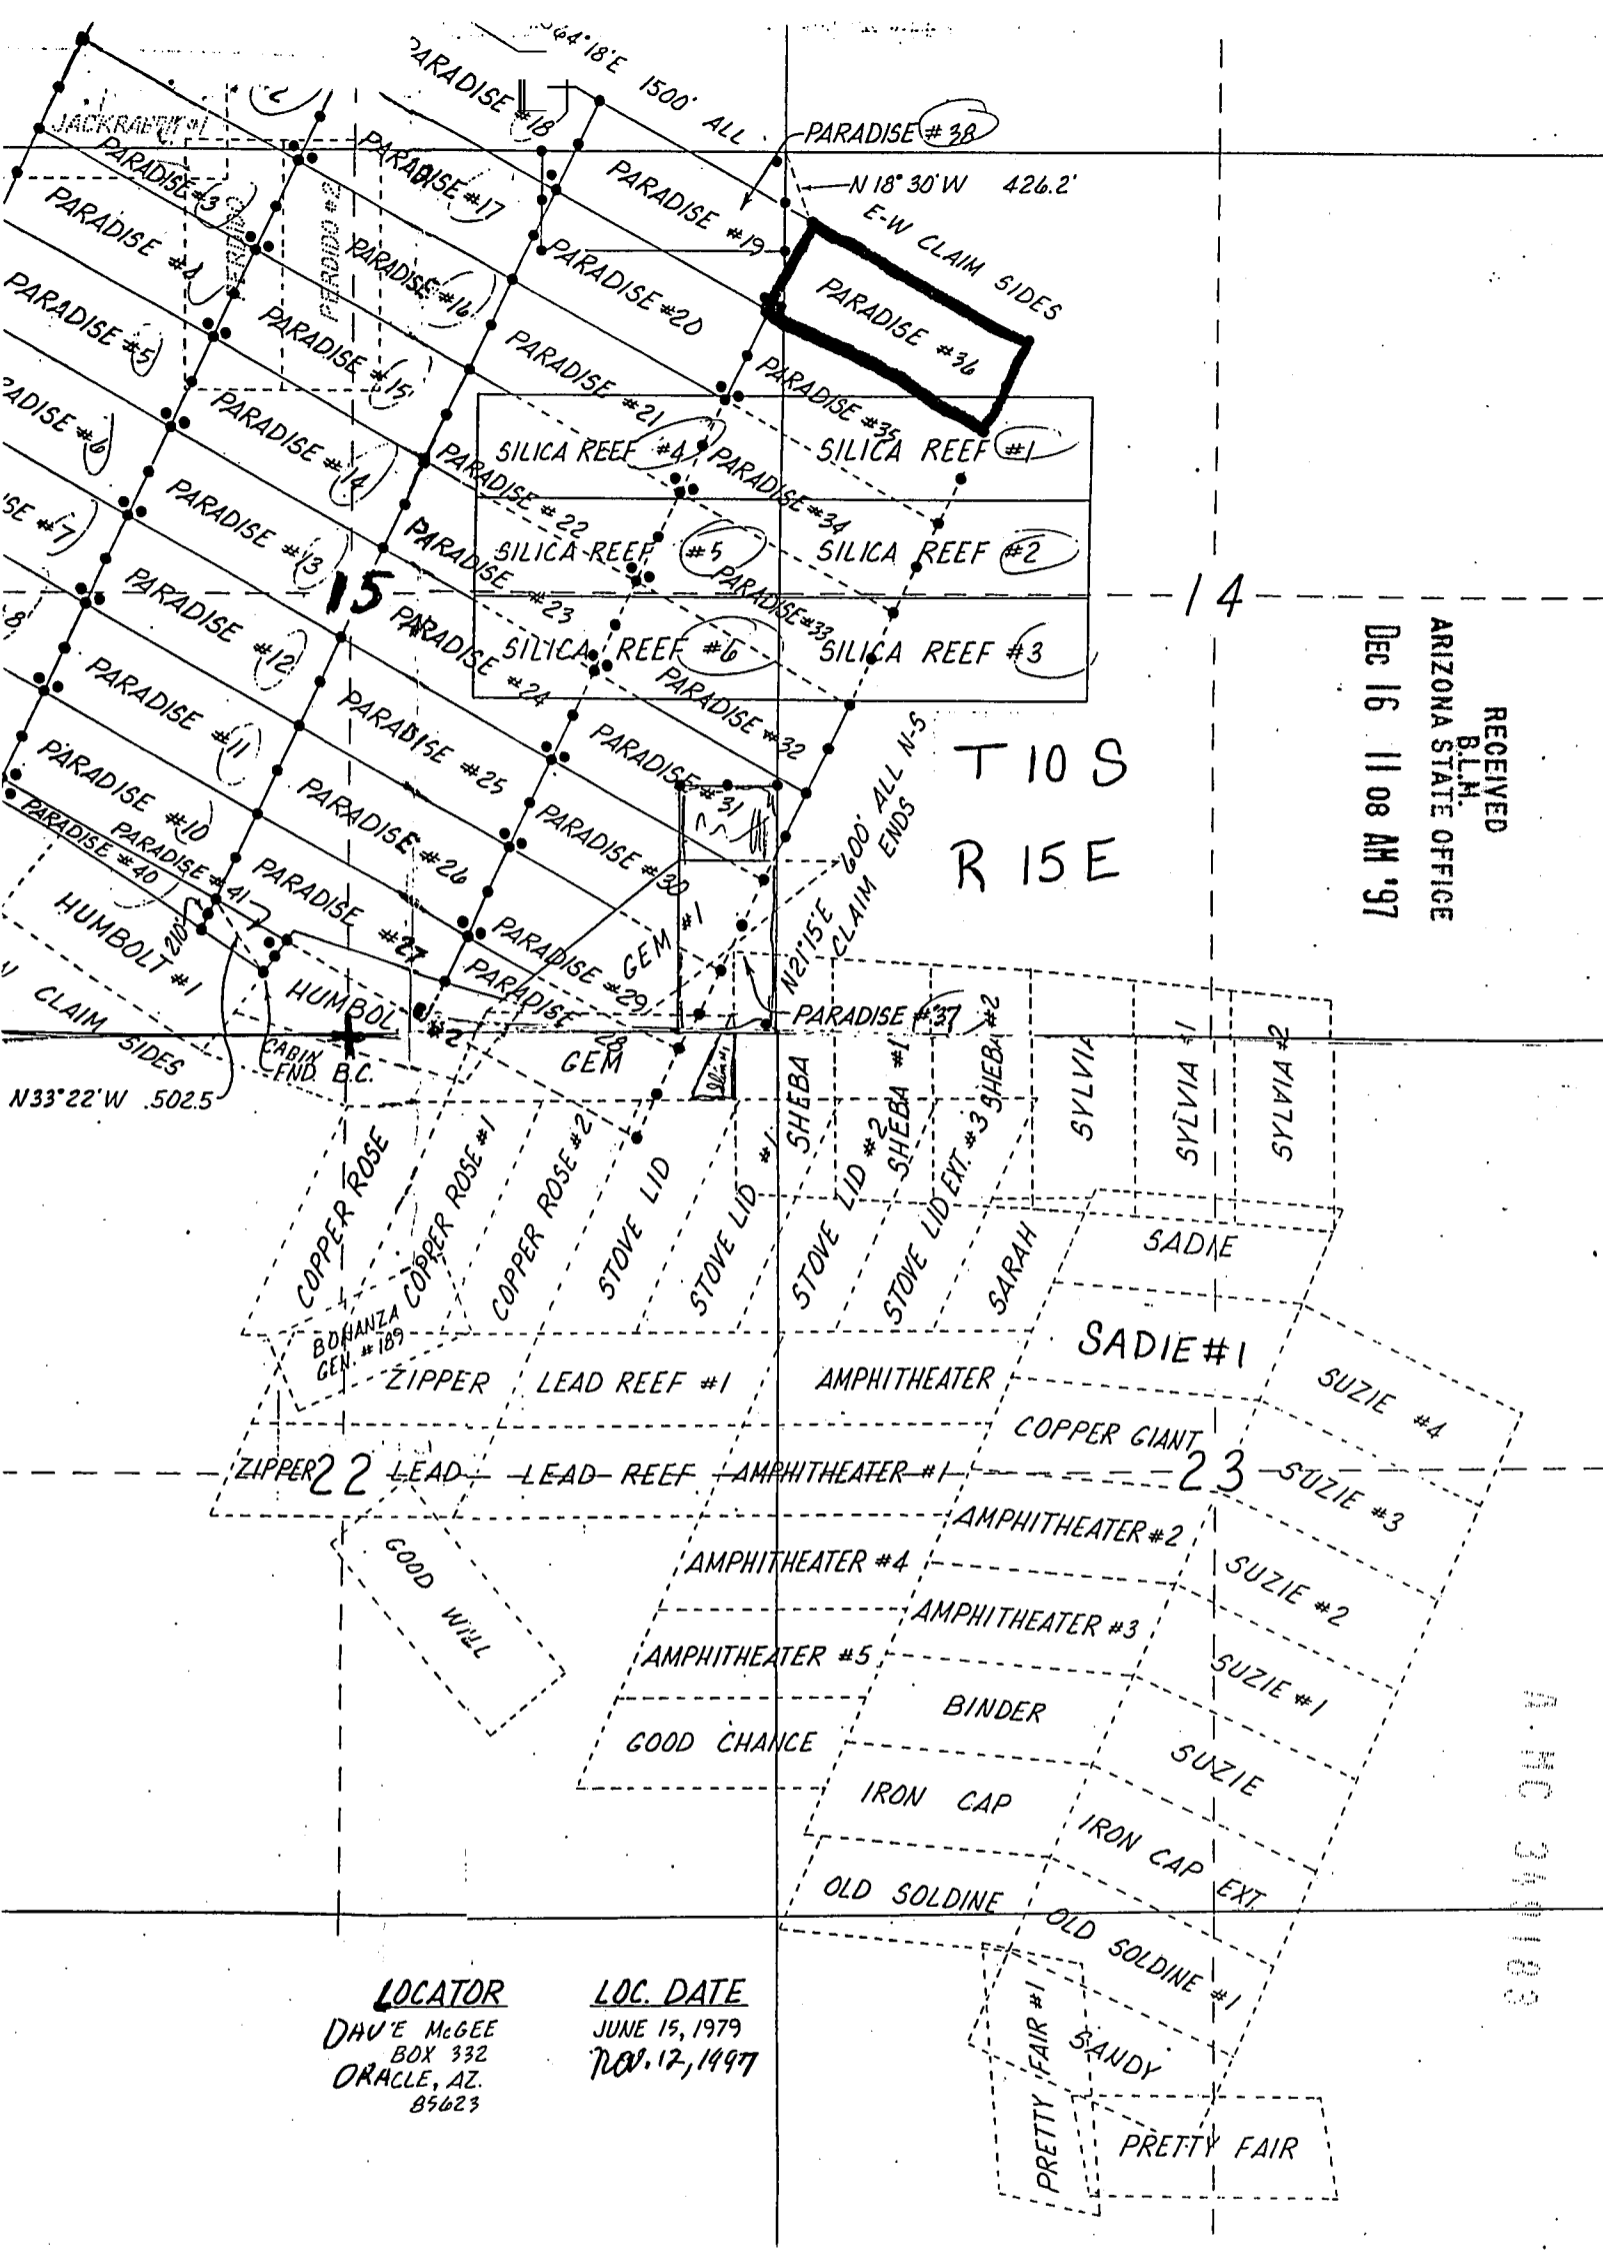 64°18'E 1500' ALL
E-W CLAIM SIDES
PARADISE #38
N 18° 30' W 426.2'
PARADISE #18
JACKRABBIT #1
PARADISE #3
PARADISE #17
PARADISE #19
PARADISE #4
PERDIDO
PERDIDO #2
PARADISE #16
PARADISE #20
PARADISE #36
PARADISE #5
PARADISE #15
PARADISE #21
PARADISE #35
ADISE #6
PARADISE #14
PARADISE #22
PARADISE #34
SILICA REEF #4
SILICA REEF #1
SE #7
PARADISE #13
PARADISE #23
PARADISE #33
SILICA REEF #5
SILICA REEF #2
15
14
8
PARADISE #12
PARADISE #24
PARADISE #32
SILICA REEF #6
SILICA REEF #3
PARADISE #11
PARADISE #25
PARADISE #31
T 10 S
R 15 E
RECEIVED
B.L.M.
ARIZONA STATE OFFICE
DEC 16 11 08 AM '97
PARADISE #10
PARADISE #26
PARADISE #30
600' ALL N-S
CLAIM ENDS
N21°15'E
PARADISE #40
PARADISE #41
PARADISE #27
PARADISE #29
GEM #1
HUMBOLT #1
210'
HUMBOL #2
PARADISE 28
PARADISE #37
CLAIM SIDES
CABIN
FND. B.C.
GEM
N33°22'W .502.5
SHEBA
SHEBA #1
SHEBA #2
SYLVIA
SYLVIA #1
SYLVIA #2
COPPER ROSE
COPPER ROSE #1
COPPER ROSE #2
STOVE LID
STOVE LID #1
STOVE LID #2
STOVE LID EXT. #3
SARAH
SADIE
BONANZA
GEN. #189
SADIE #1
ZIPPER
LEAD REEF #1
AMPHITHEATER
SUZIE #4
COPPER GIANT
ZIPPER
22
LEAD
LEAD REEF
AMPHITHEATER #1
23
SUZIE #3
GOOD WILL
AMPHITHEATER #4
AMPHITHEATER #2
SUZIE #2
AMPHITHEATER #5
AMPHITHEATER #3
SUZIE #1
GOOD CHANCE
BINDER
SUZIE
IRON CAP
IRON CAP EXT.
OLD SOLDINE
OLD SOLDINE #1
PRETTY FAIR #1
SANDY
PRETTY FAIR
LOCATOR
DAVE McGEE
BOX 332
ORACLE, AZ.
85623
LOC. DATE
JUNE 15, 1979
NOV. 12, 1997